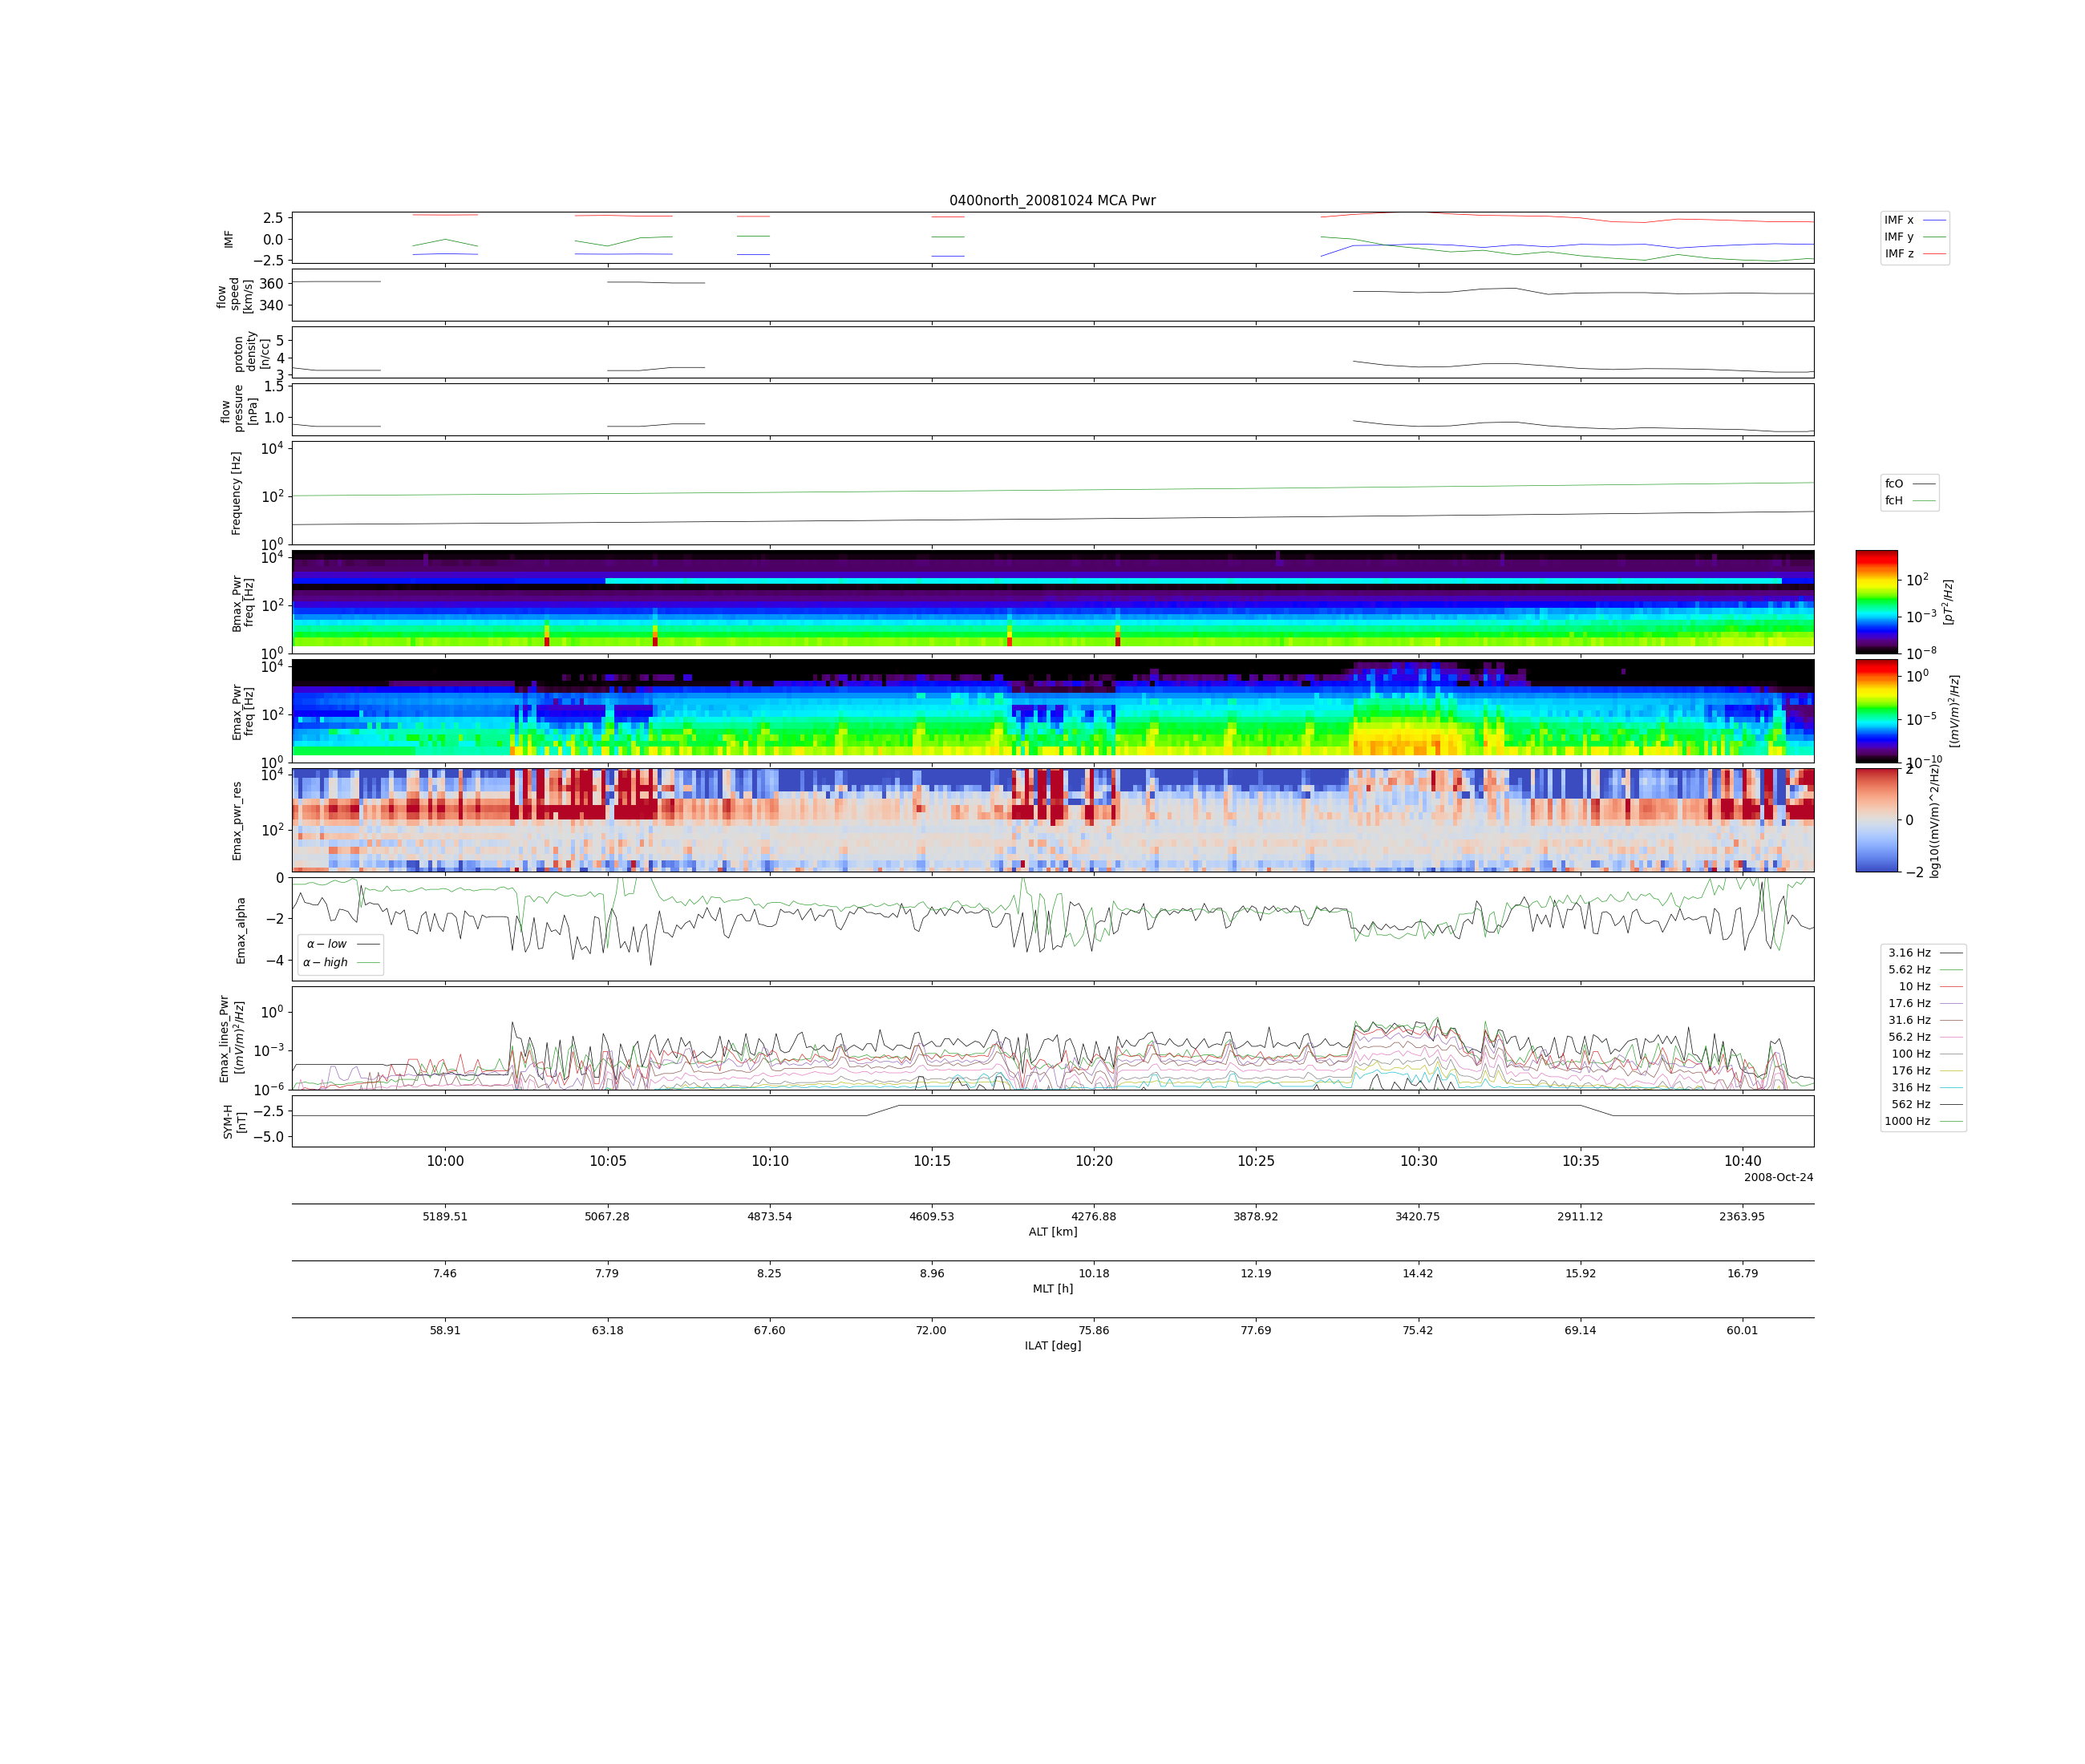 0400north_20081024 MCA Pwr
IMF
2.5
0.0
−2.5
IMF x
IMF y
IMF z
flow
speed
[km/s]
360
340
proton
density
[n/cc]
5
4
3
flow
pressure
[nPa]
1.5
1.0
Frequency [Hz]
10^4
10^2
10^0
fcO
fcH
Bmax_Pwr
freq [Hz]
10^4
10^2
10^0
10^2
10^-3
10^-8
[pT^2/Hz]
Emax_Pwr
freq [Hz]
10^4
10^2
10^0
10^0
10^-5
10^-10
[(mV/m)^2/Hz]
Emax_pwr_res
10^4
10^2
2
0
−2
log10((mV/m)^2/Hz)
Emax_alpha
0
−2
−4
α − low
α − high
Emax_lines_Pwr
[(mV/m)^2/Hz]
10^0
10^-3
10^-6
3.16 Hz
5.62 Hz
10 Hz
17.6 Hz
31.6 Hz
56.2 Hz
100 Hz
176 Hz
316 Hz
562 Hz
1000 Hz
SYM-H
[nT]
−2.5
−5.0
10:00 10:05 10:10 10:15 10:20 10:25 10:30 10:35 10:40
2008-Oct-24
5189.51 5067.28 4873.54 4609.53 4276.88 3878.92 3420.75 2911.12 2363.95
ALT [km]
7.46 7.79 8.25 8.96 10.18 12.19 14.42 15.92 16.79
MLT [h]
58.91 63.18 67.60 72.00 75.86 77.69 75.42 69.14 60.01
ILAT [deg]